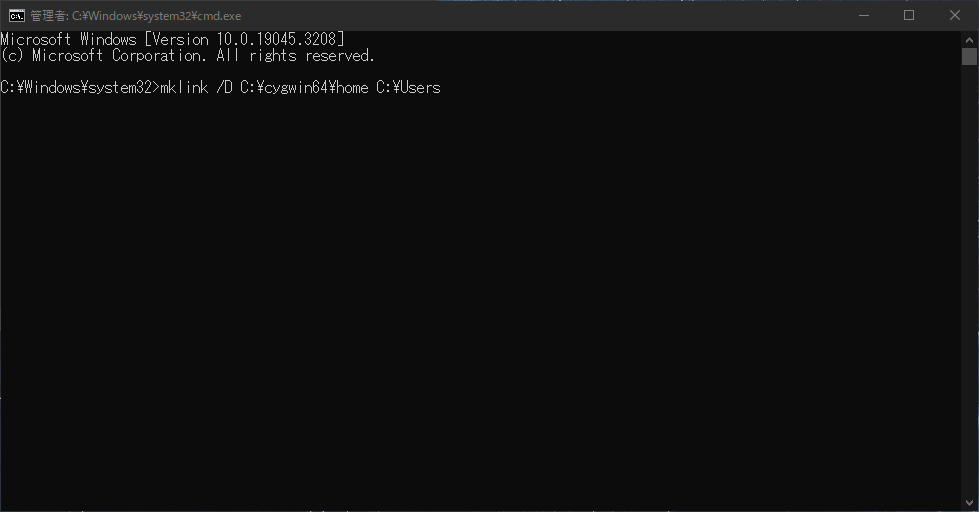 管理者: C:¥Windows¥system32¥cmd.exe
Microsoft Windows [Version 10.0.19045.3208]
(c) Microsoft Corporation. All rights reserved.
C:¥Windows¥system32>mklink /D C:¥cygwin64¥home C:¥Users